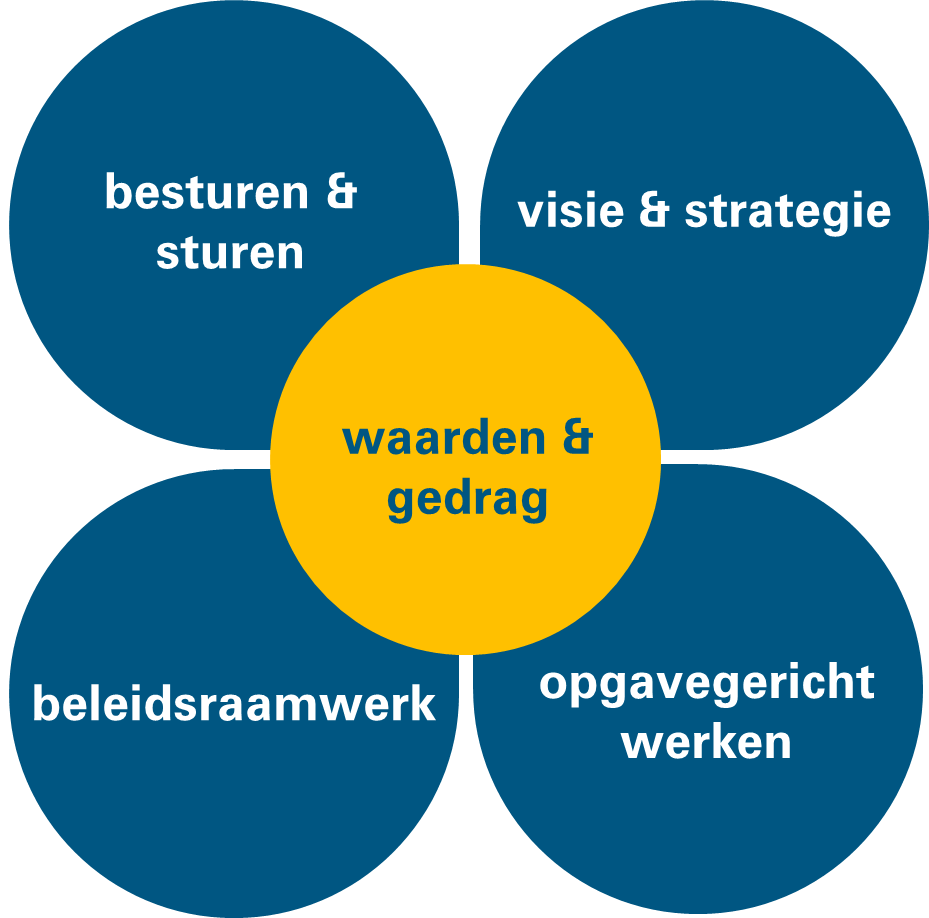 besturen &
sturen
visie & strategie
waarden &
gedrag
beleidsraamwerk
opgavegericht
werken